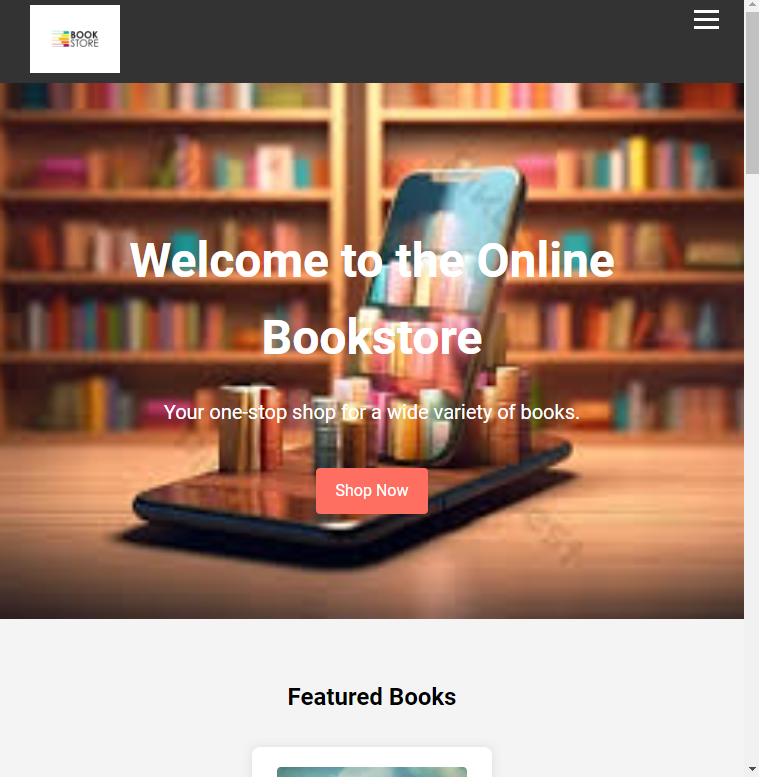 BOOK
STORE
Welcome to the Online
Bookstore
Your one-stop shop for a wide variety of books.
Shop Now
Featured Books